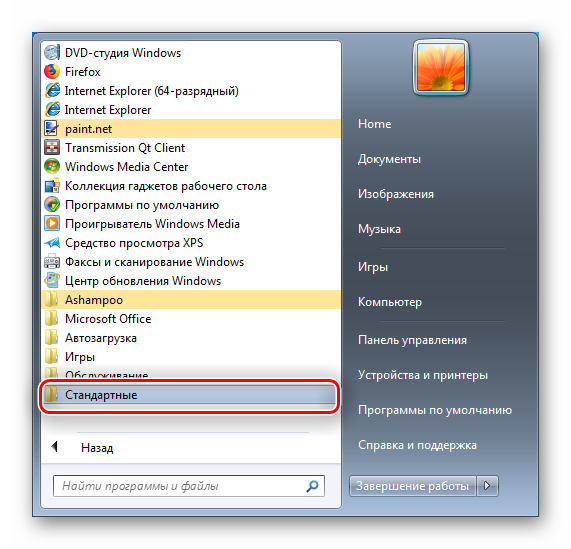 DVD-студия Windows
Firefox
Internet Explorer (64-разрядный)
Internet Explorer
paint.net
Transmission Qt Client
Windows Media Center
Коллекция гаджетов рабочего стола
Программы по умолчанию
Проигрыватель Windows Media
Средство просмотра XPS
Факсы и сканирование Windows
Центр обновления Windows
Ashampoo
Microsoft Office
Автозагрузка
Игры
Обслуживание
Стандартные
Назад
Найти программы и файлы
Home
Документы
Изображения
Музыка
Игры
Компьютер
Панель управления
Устройства и принтеры
Программы по умолчанию
Справка и поддержка
Завершение работы